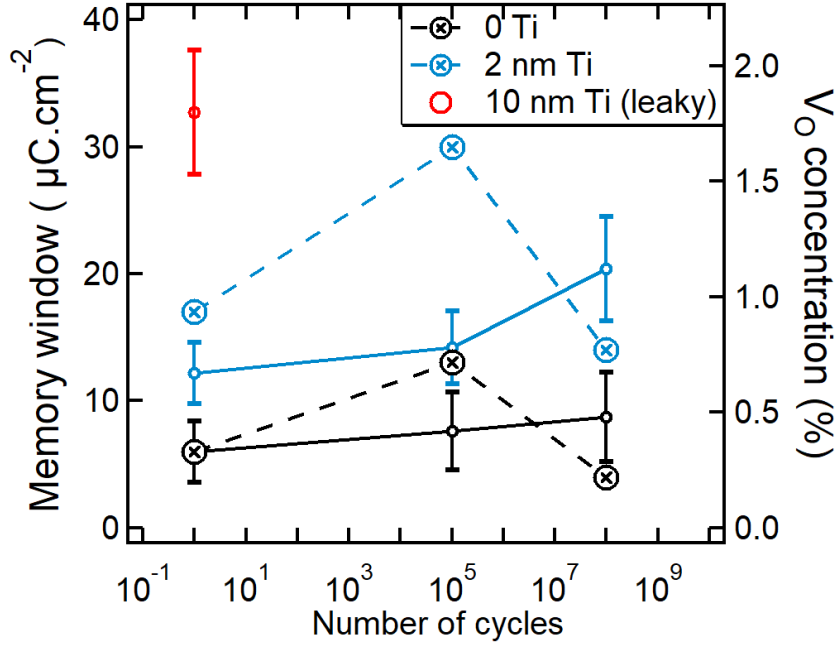 40
30
20
10
0
Memory window ( µC.cm⁻²
0 Ti
2 nm Ti
10 nm Ti (leaky)
2.0
1.5
1.0
0.5
0.0
V_O concentration (%)
10⁻¹ 10¹ 10³ 10⁵ 10⁷ 10⁹
Number of cycles